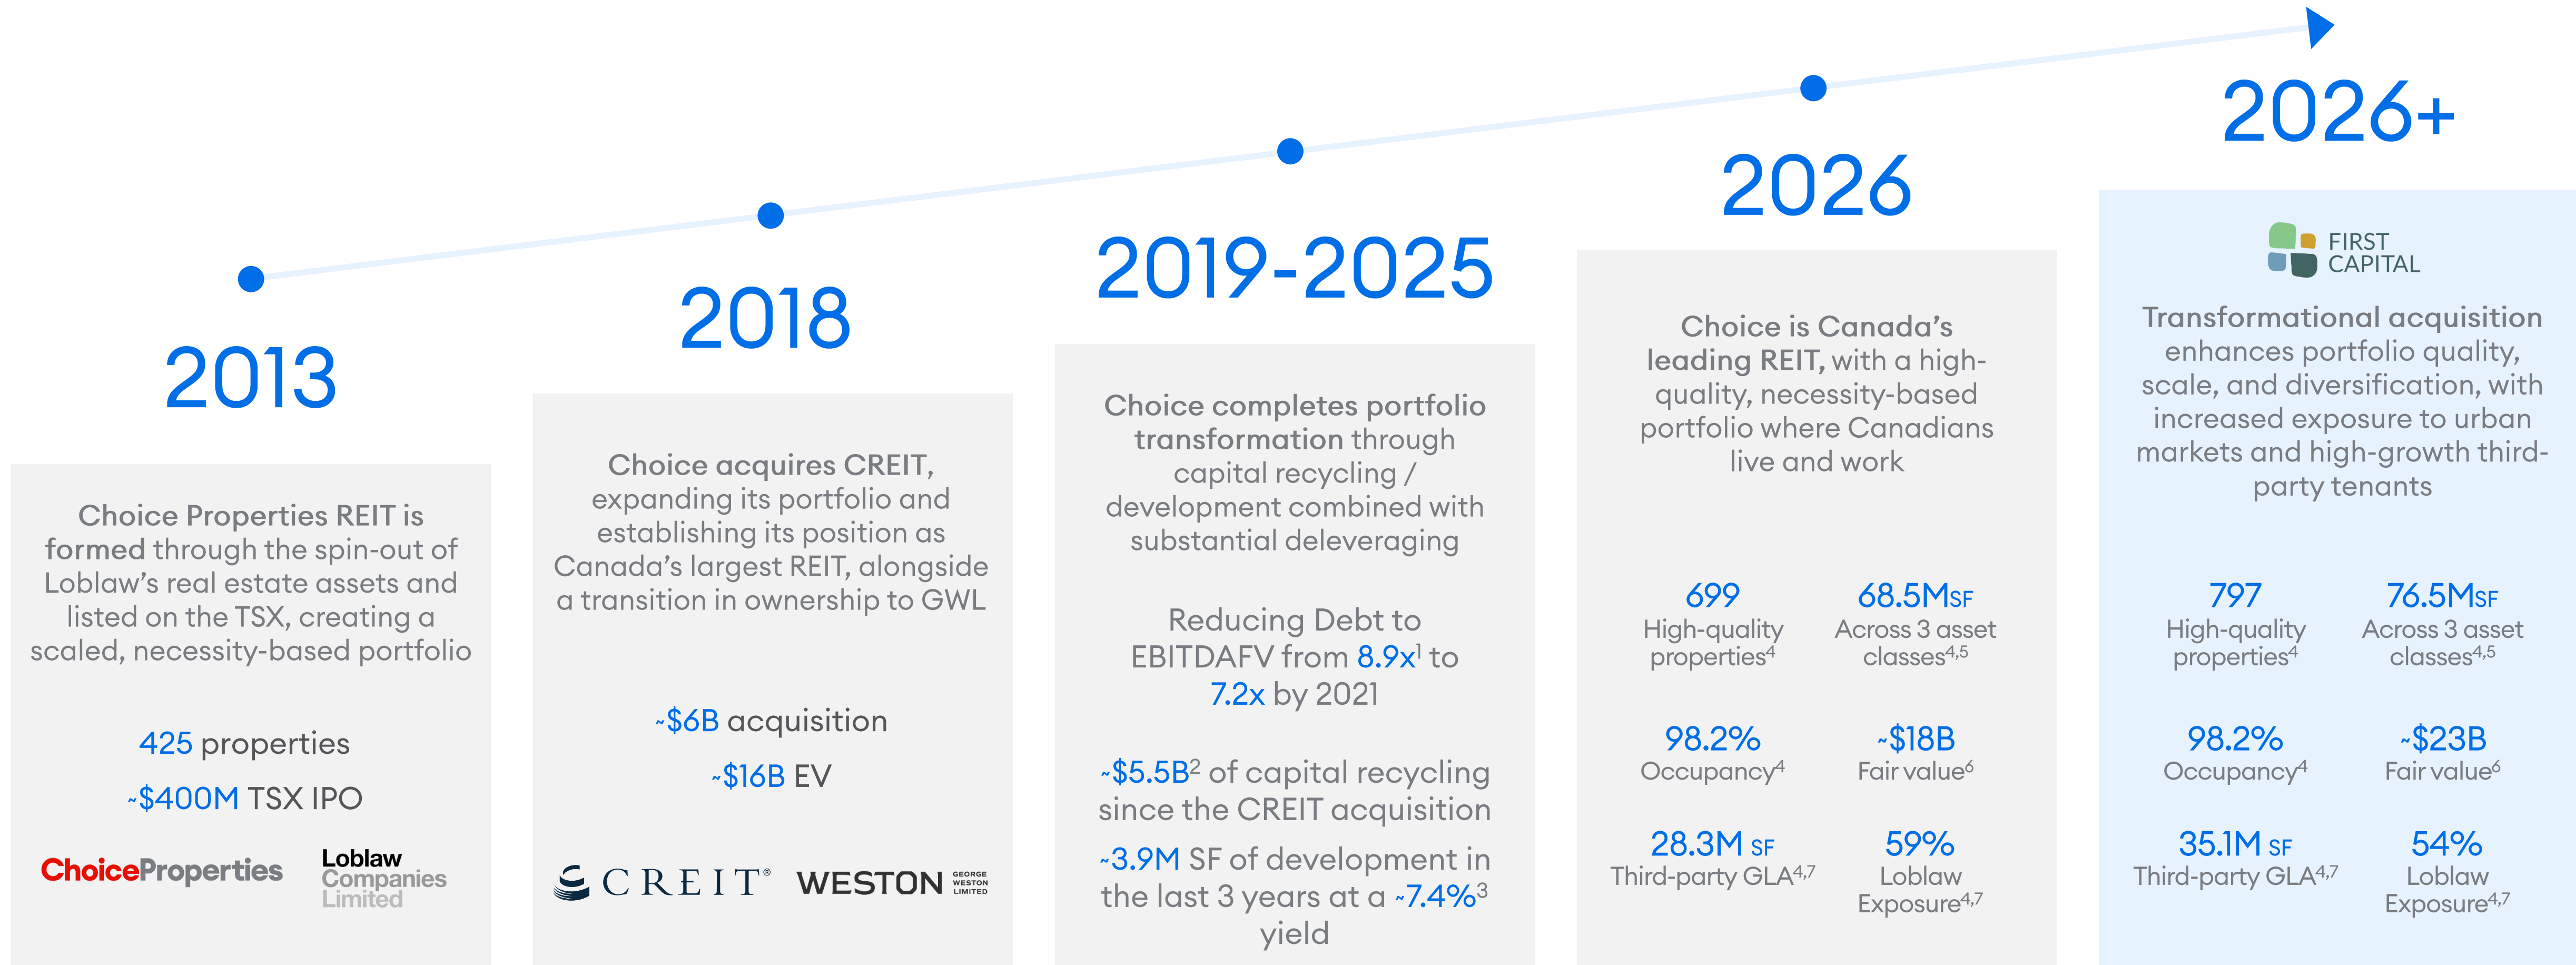 2013
Choice Properties REIT is
formed through the spin-out of
Loblaw’s real estate assets and
listed on the TSX, creating a
scaled, necessity-based portfolio
425 properties
~$400M TSX IPO
ChoiceProperties
Loblaw
Companies
Limited
2018
Choice acquires CREIT,
expanding its portfolio and
establishing its position as
Canada’s largest REIT, alongside
a transition in ownership to GWL
~$6B acquisition
~$16B EV
CREIT®
WESTON
GEORGE
WESTON
LIMITED
2019-2025
Choice completes portfolio
transformation through
capital recycling /
development combined with
substantial deleveraging
Reducing Debt to
EBITDAFV from 8.9x¹ to
7.2x by 2021
~$5.5B² of capital recycling
since the CREIT acquisition
~3.9M SF of development in
the last 3 years at a ~7.4%³
yield
2026
Choice is Canada’s
leading REIT, with a high-
quality, necessity-based
portfolio where Canadians
live and work
699
High-quality
properties⁴
68.5MSF
Across 3 asset
classes⁴,⁵
98.2%
Occupancy⁴
~$18B
Fair value⁶
28.3M SF
Third-party GLA⁴,⁷
59%
Loblaw
Exposure⁴,⁷
2026+
FIRST
CAPITAL
Transformational acquisition
enhances portfolio quality,
scale, and diversification, with
increased exposure to urban
markets and high-growth third-
party tenants
797
High-quality
properties⁴
76.5MSF
Across 3 asset
classes⁴,⁵
98.2%
Occupancy⁴
~$23B
Fair value⁶
35.1M SF
Third-party GLA⁴,⁷
54%
Loblaw
Exposure⁴,⁷